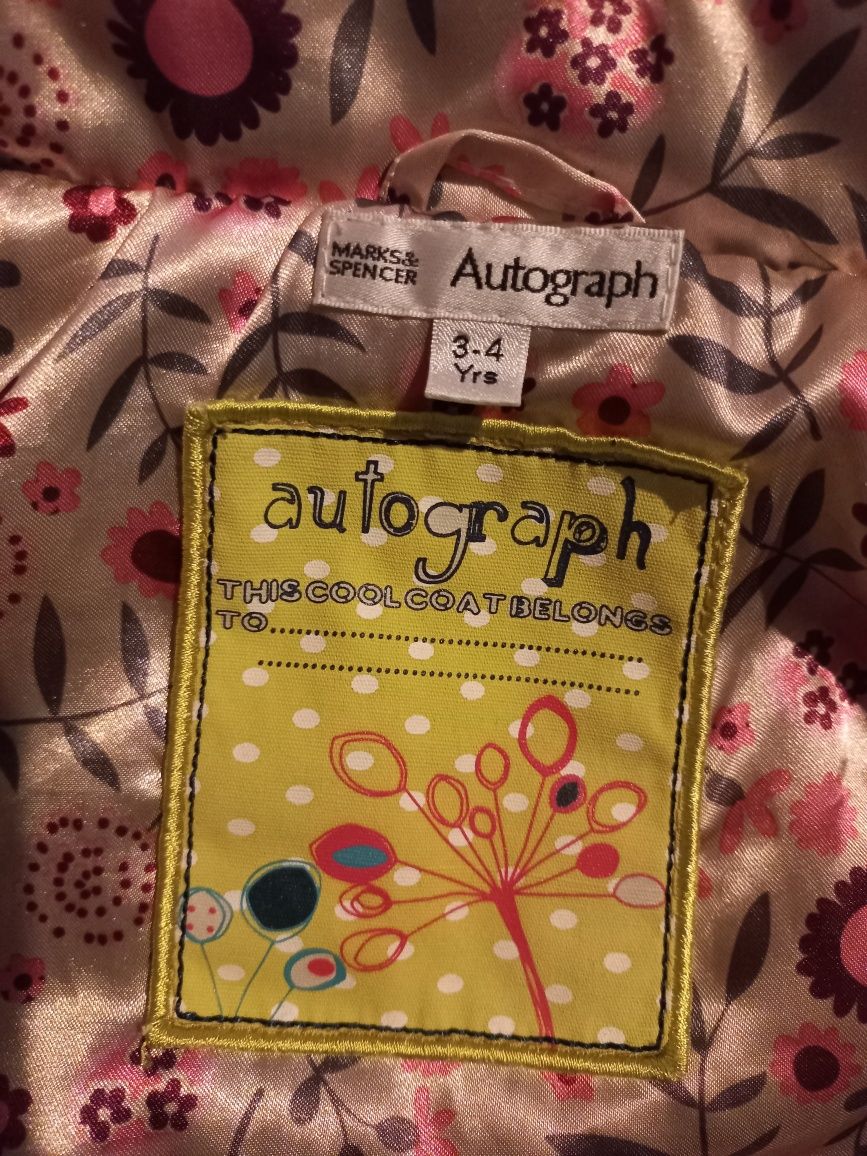 MARKS&
SPENCER
Autograph
3-4
Yrs
autograph
THIS COOL COAT BELONGS
TO